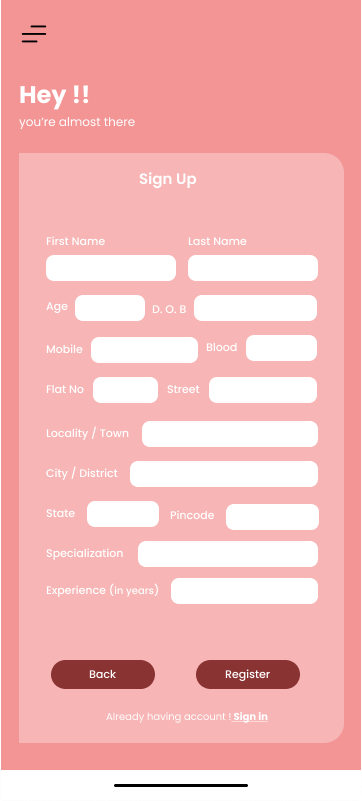 Hey !!
you're almost there
Sign Up
First Name Last Name
Age D. O. B
Mobile Blood
Flat No Street
Locality / Town
City / District
State Pincode
Specialization
Experience (in years)
Back Register
Already having account ! Sign in